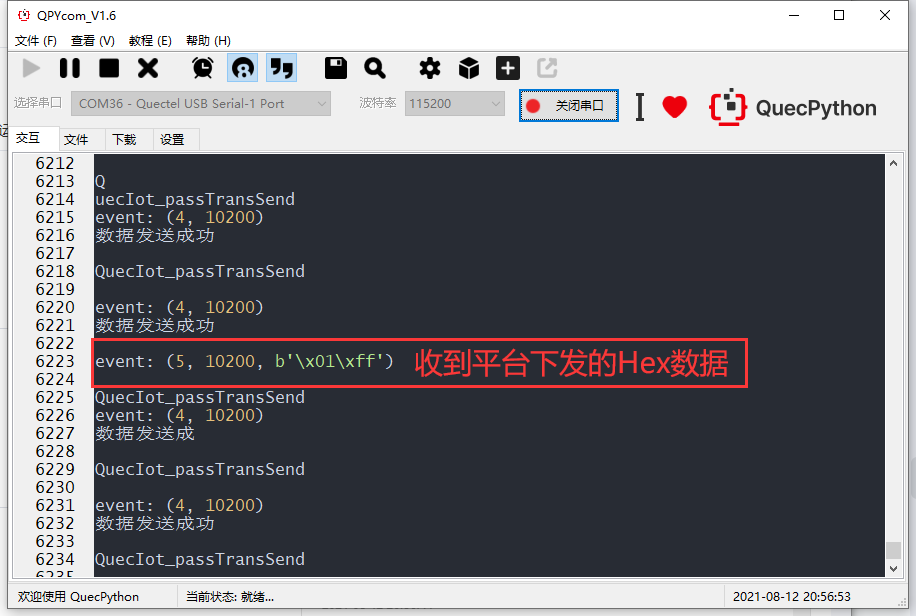 QPYcom_V1.6
文件 (F) 查看 (V) 教程 (E) 帮助 (H)
选择串口 COM36 - Quectel USB Serial-1 Port 波特率 115200 关闭串口 QuecPython
交互 文件 下载 设置
6212
6213 Q
6214 uecIot_passTransSend
6215 event: (4, 10200)
6216 数据发送成功
6217
6218 QuecIot_passTransSend
6219
6220 event: (4, 10200)
6221 数据发送成功
6222
6223 event: (5, 10200, b'\x01\xff') 收到平台下发的Hex数据
6224
6225 QuecIot_passTransSend
6226 event: (4, 10200)
6227 数据发送成
6228
6229 QuecIot_passTransSend
6230
6231 event: (4, 10200)
6232 数据发送成功
6233
6234 QuecIot_passTransSend
6235
欢迎使用 QuecPython 当前状态: 就绪... 2021-08-12 20:56:53